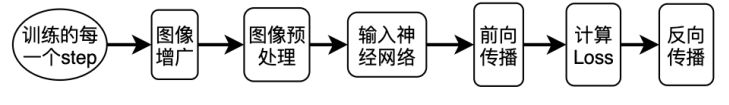 训练的每
一个step
图像
增广
图像预
处理
输入神
经网络
前向
传播
计算
Loss
反向
传播